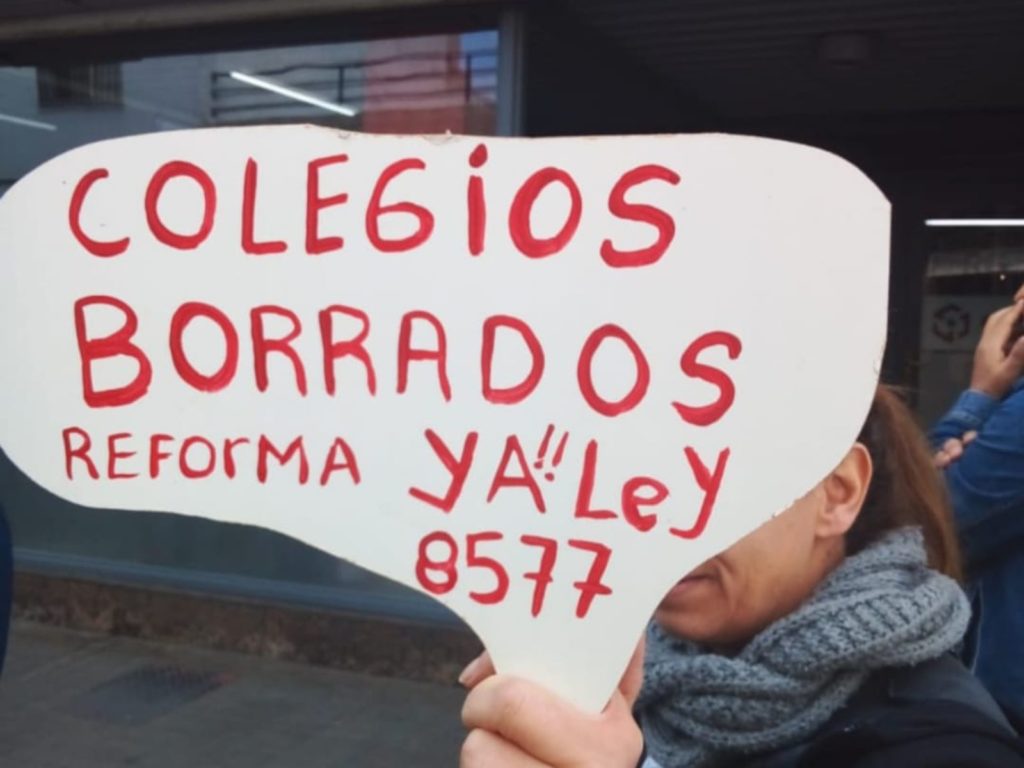 COLEGIOS
BORRADOS
REFORMA YA!! Ley
8577